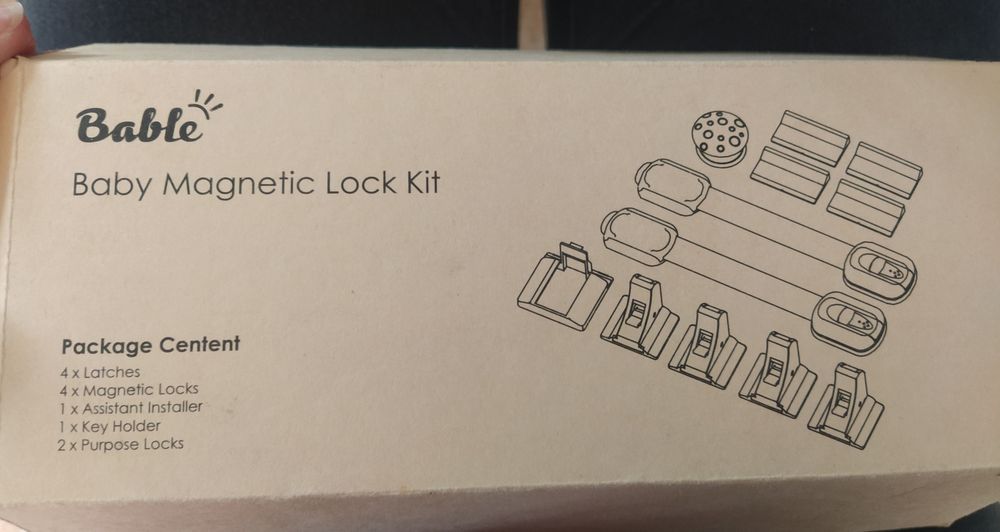 Bable
Baby Magnetic Lock Kit
Package Centent
4 x Latches
4 x Magnetic Locks
1 x Assistant Installer
1 x Key Holder
2 x Purpose Locks